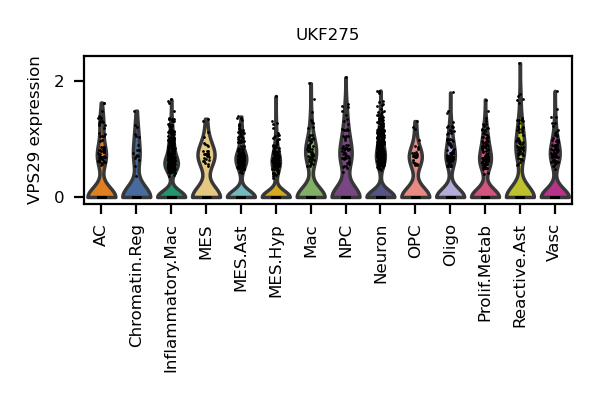 UKF275
VPS29 expression
2
0
AC
Chromatin.Reg
Inflammatory.Mac
MES
MES.Ast
MES.Hyp
Mac
NPC
Neuron
OPC
Oligo
Prolif.Metab
Reactive.Ast
Vasc